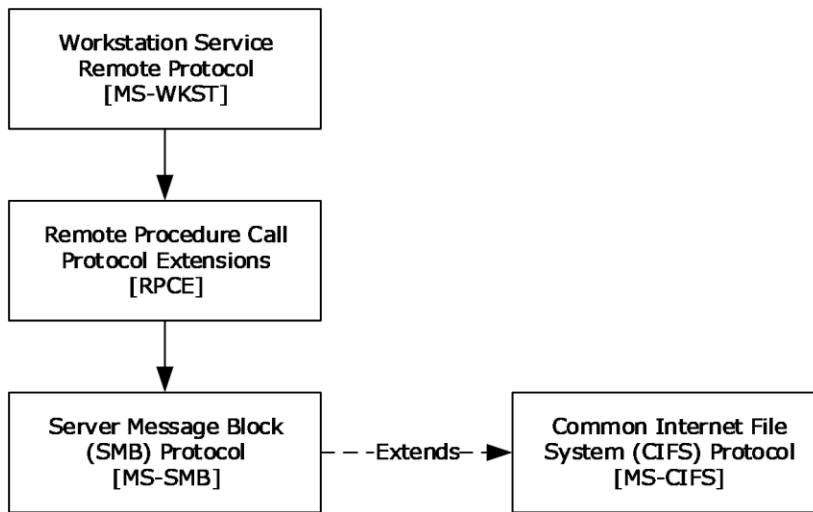 Workstation Service
Remote Protocol
[MS-WKST]
Remote Procedure Call
Protocol Extensions
[RPCE]
Server Message Block
(SMB) Protocol
[MS-SMB]
Extends
Common Internet File
System (CIFS) Protocol
[MS-CIFS]